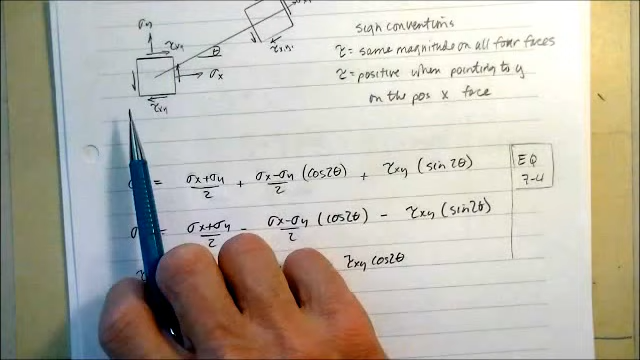 σy
τxy
θ
σx
τxy
sign conventions
τ = same magnitude on all four faces
τ = positive when pointing to y
on the pos x face
= σx+σy/2 + σx-σy/2 (cos2θ) + τxy (sin2θ)
EQ
7-4
σ = σx+σy/2 - σx-σy/2 (cos2θ) - τxy (sin2θ)
τxy cos2θ